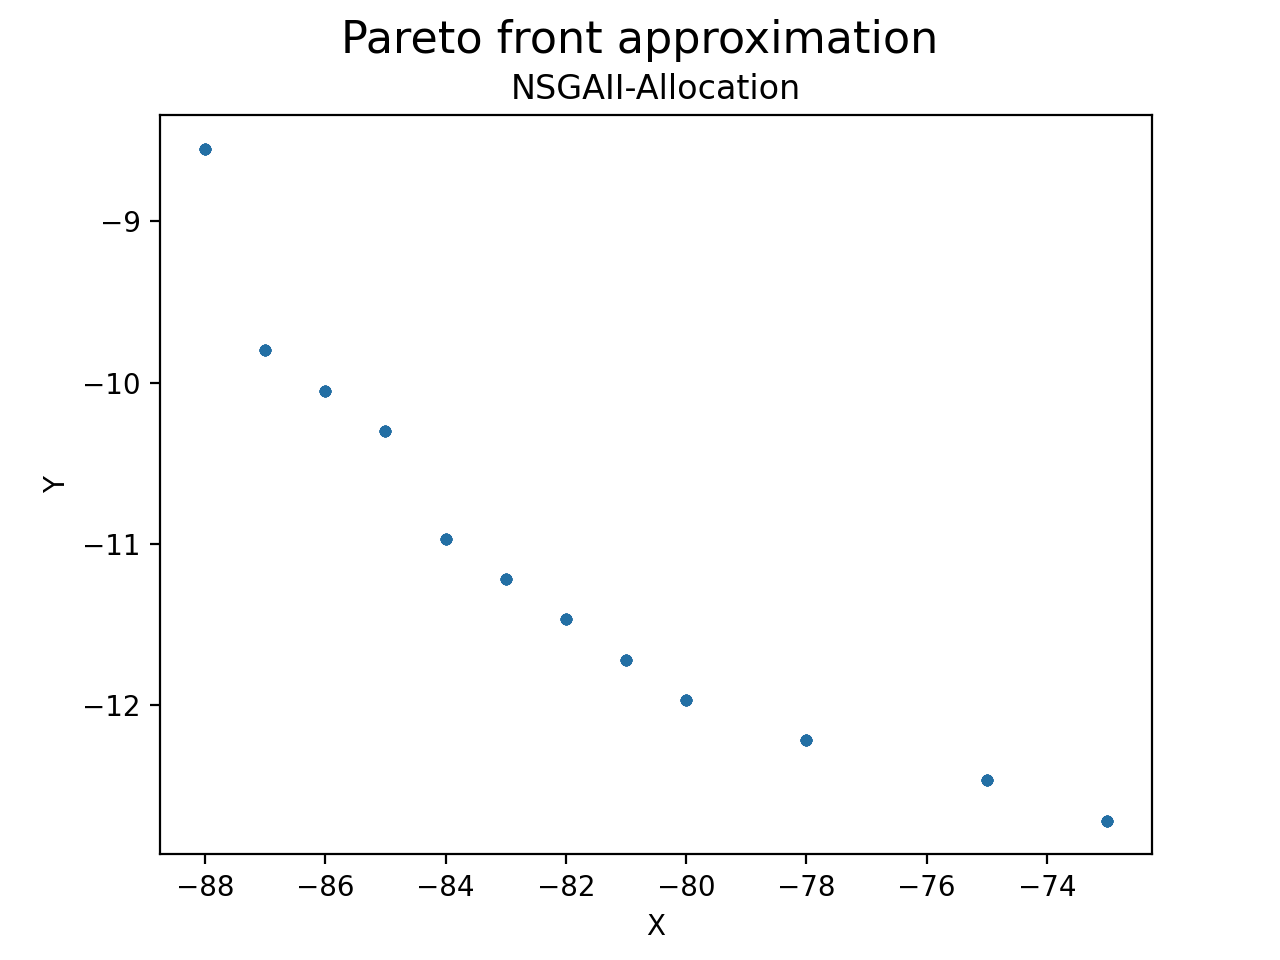 Pareto front approximation
NSGAII-Allocation
−9
−10
−11
−12
Y
−88 −86 −84 −82 −80 −78 −76 −74
X